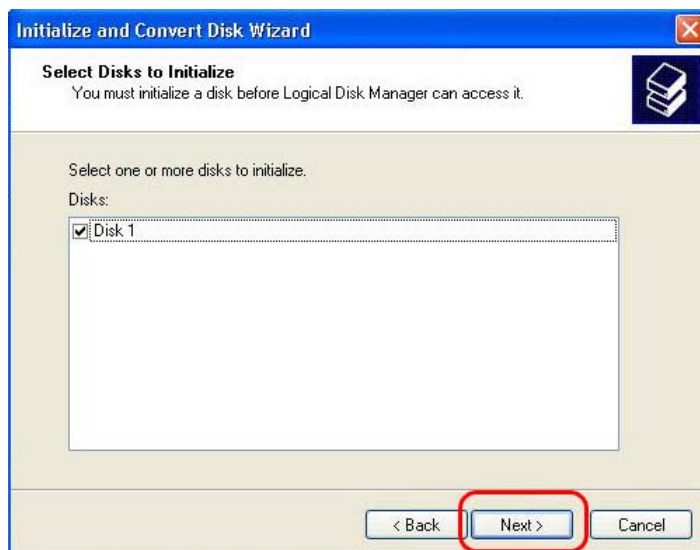 Initialize and Convert Disk Wizard
Select Disks to Initialize
You must initialize a disk before Logical Disk Manager can access it.
Select one or more disks to initialize.
Disks:
Disk 1
< Back Next > Cancel